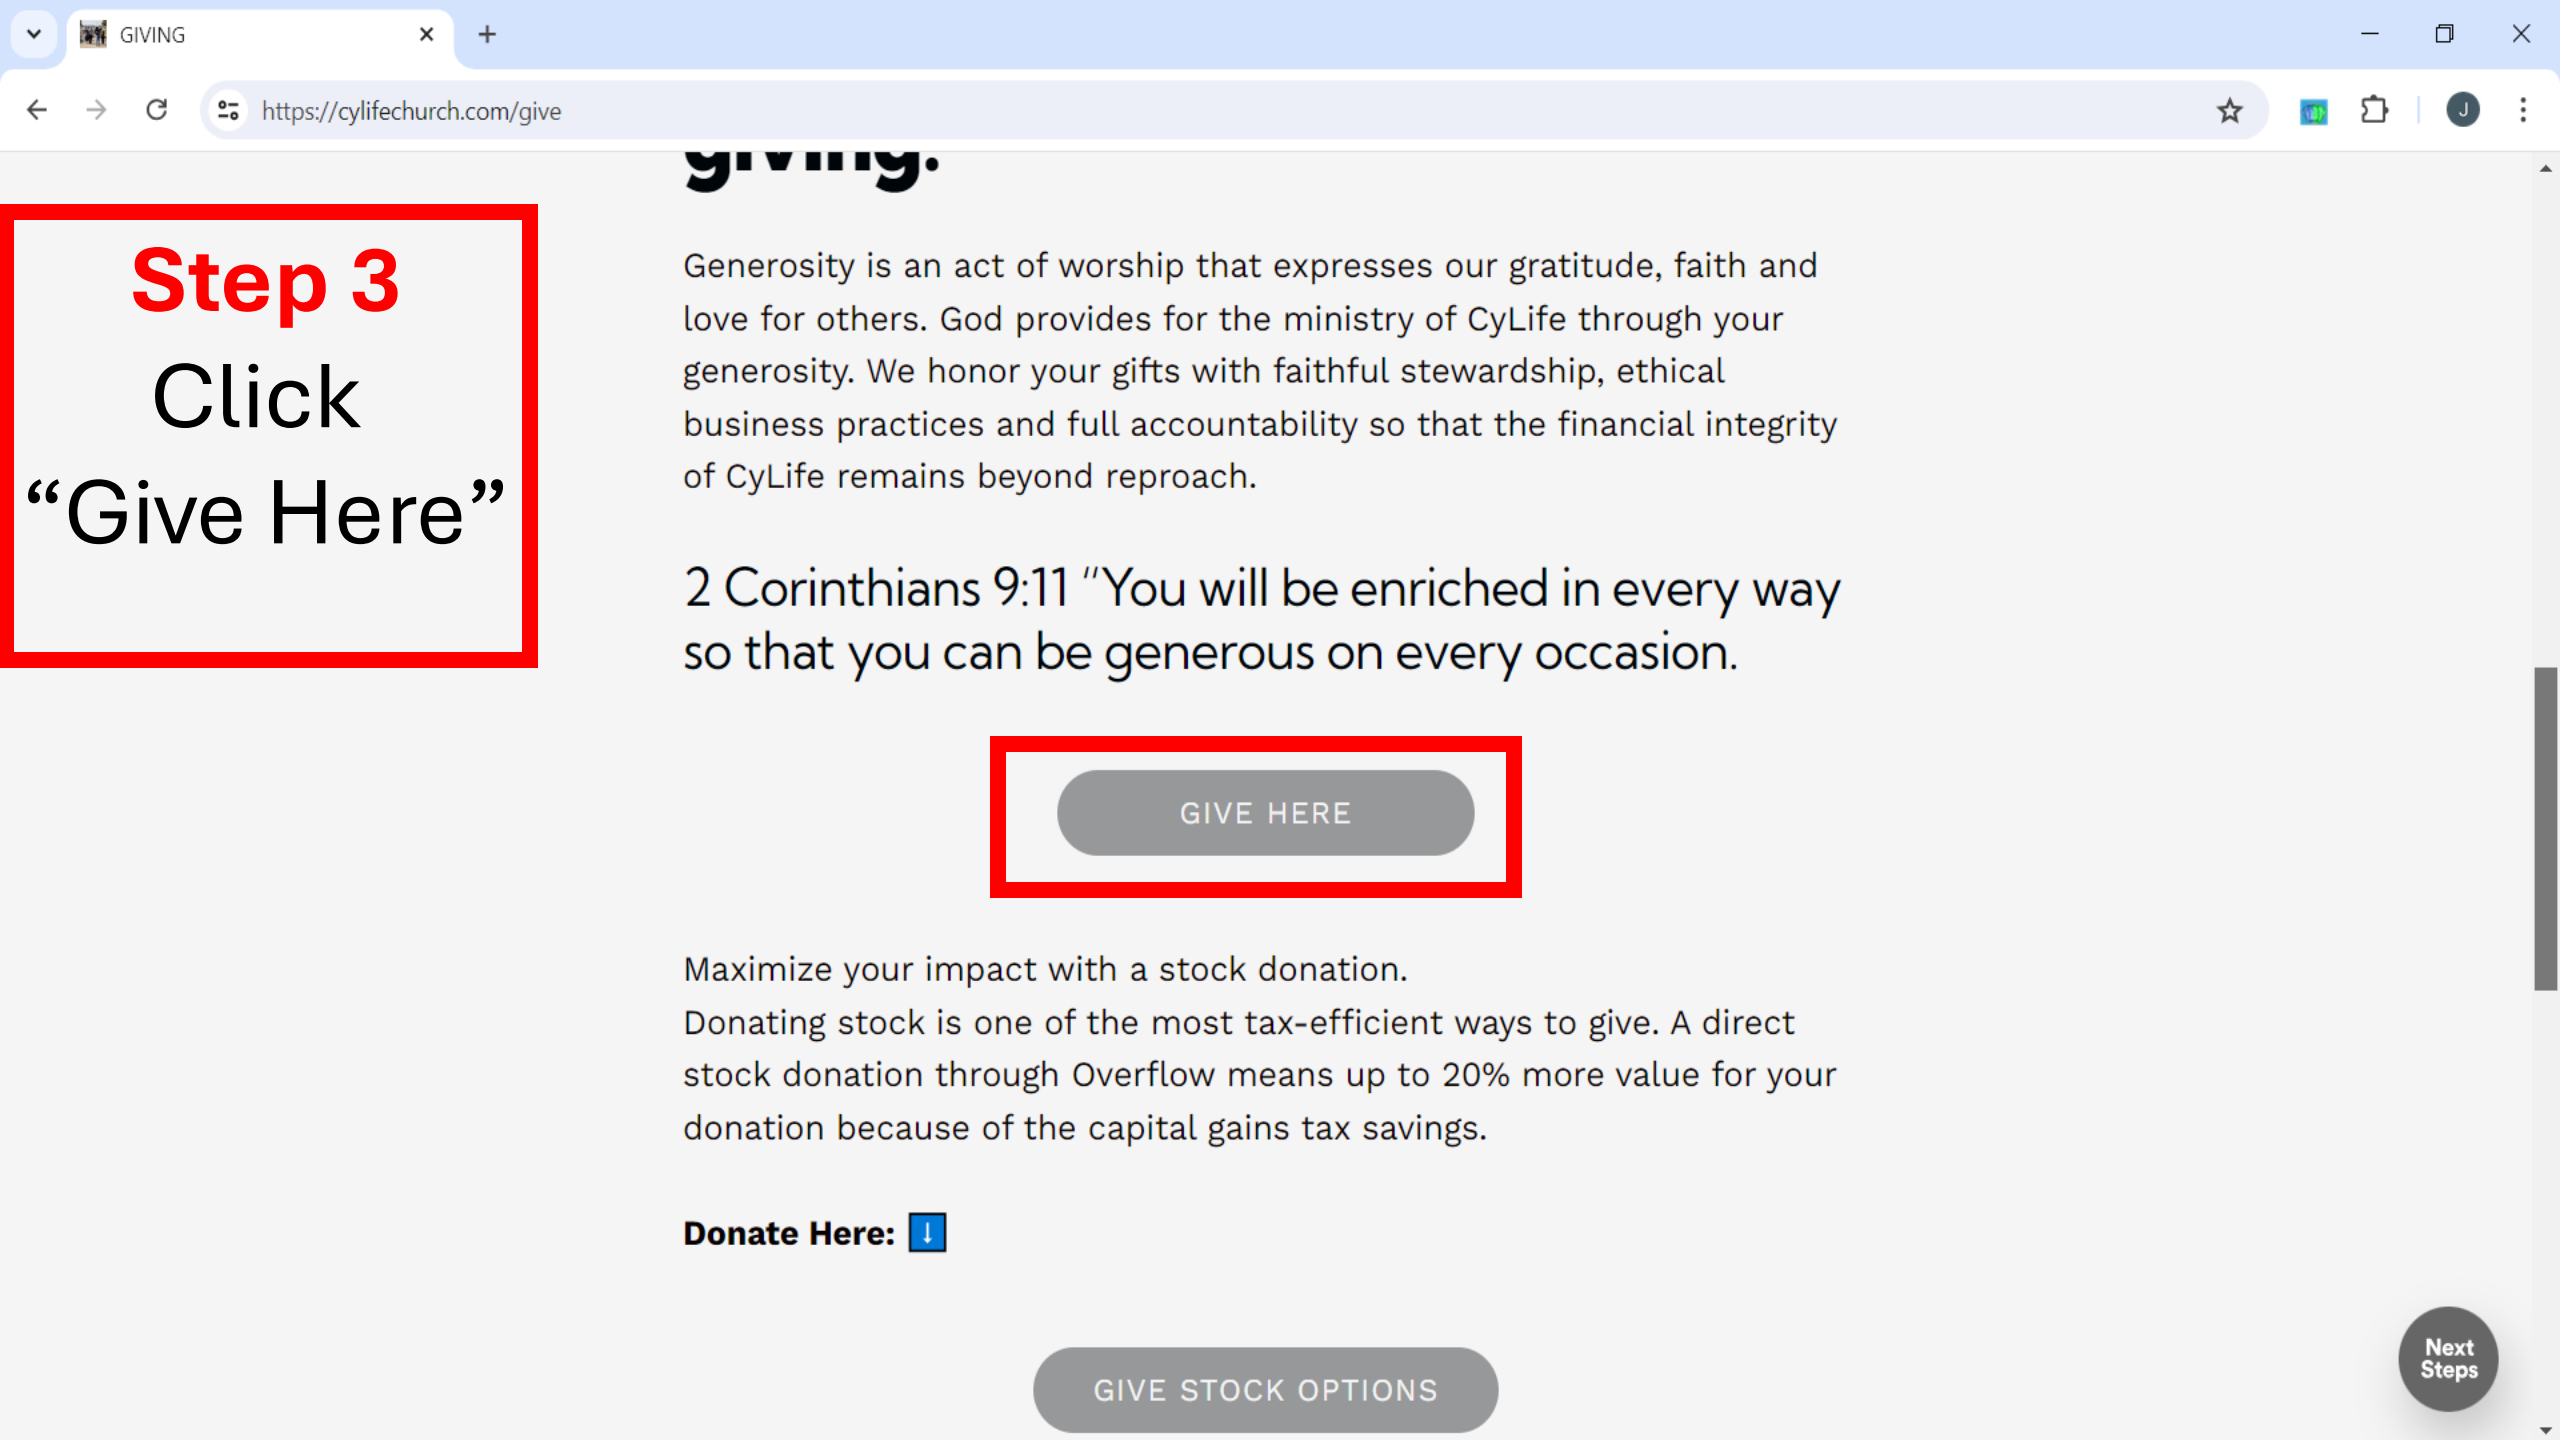 GIVING
https://cylifechurch.com/give
J
giving.
Step 3
Click
“Give Here”
Generosity is an act of worship that expresses our gratitude, faith and
love for others. God provides for the ministry of CyLife through your
generosity. We honor your gifts with faithful stewardship, ethical
business practices and full accountability so that the financial integrity
of CyLife remains beyond reproach.
2 Corinthians 9:11 “You will be enriched in every way
so that you can be generous on every occasion.
GIVE HERE
Maximize your impact with a stock donation.
Donating stock is one of the most tax-efficient ways to give. A direct
stock donation through Overflow means up to 20% more value for your
donation because of the capital gains tax savings.
Donate Here: ⬇️
GIVE STOCK OPTIONS
Next
Steps